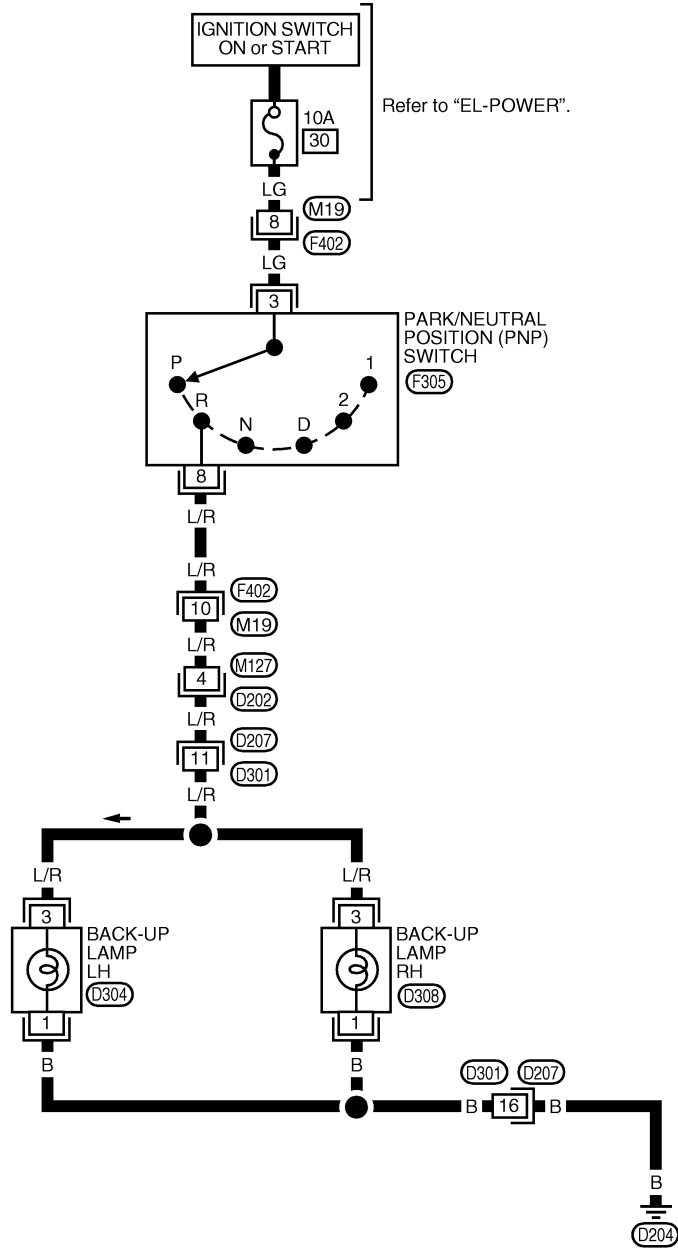 IGNITION SWITCH
ON or START
Refer to “EL-POWER”.
10A
30
LG
8
M19
F402
LG
3
PARK/NEUTRAL
POSITION (PNP)
SWITCH
F305
P
R
N
D
2
1
8
L/R
L/R
10
F402
M19
L/R
4
M127
D202
L/R
11
D207
D301
L/R
L/R
L/R
3
BACK-UP
LAMP
LH
D304
1
B
3
BACK-UP
LAMP
RH
D308
1
B
D301
D207
B
16
B
B
D204